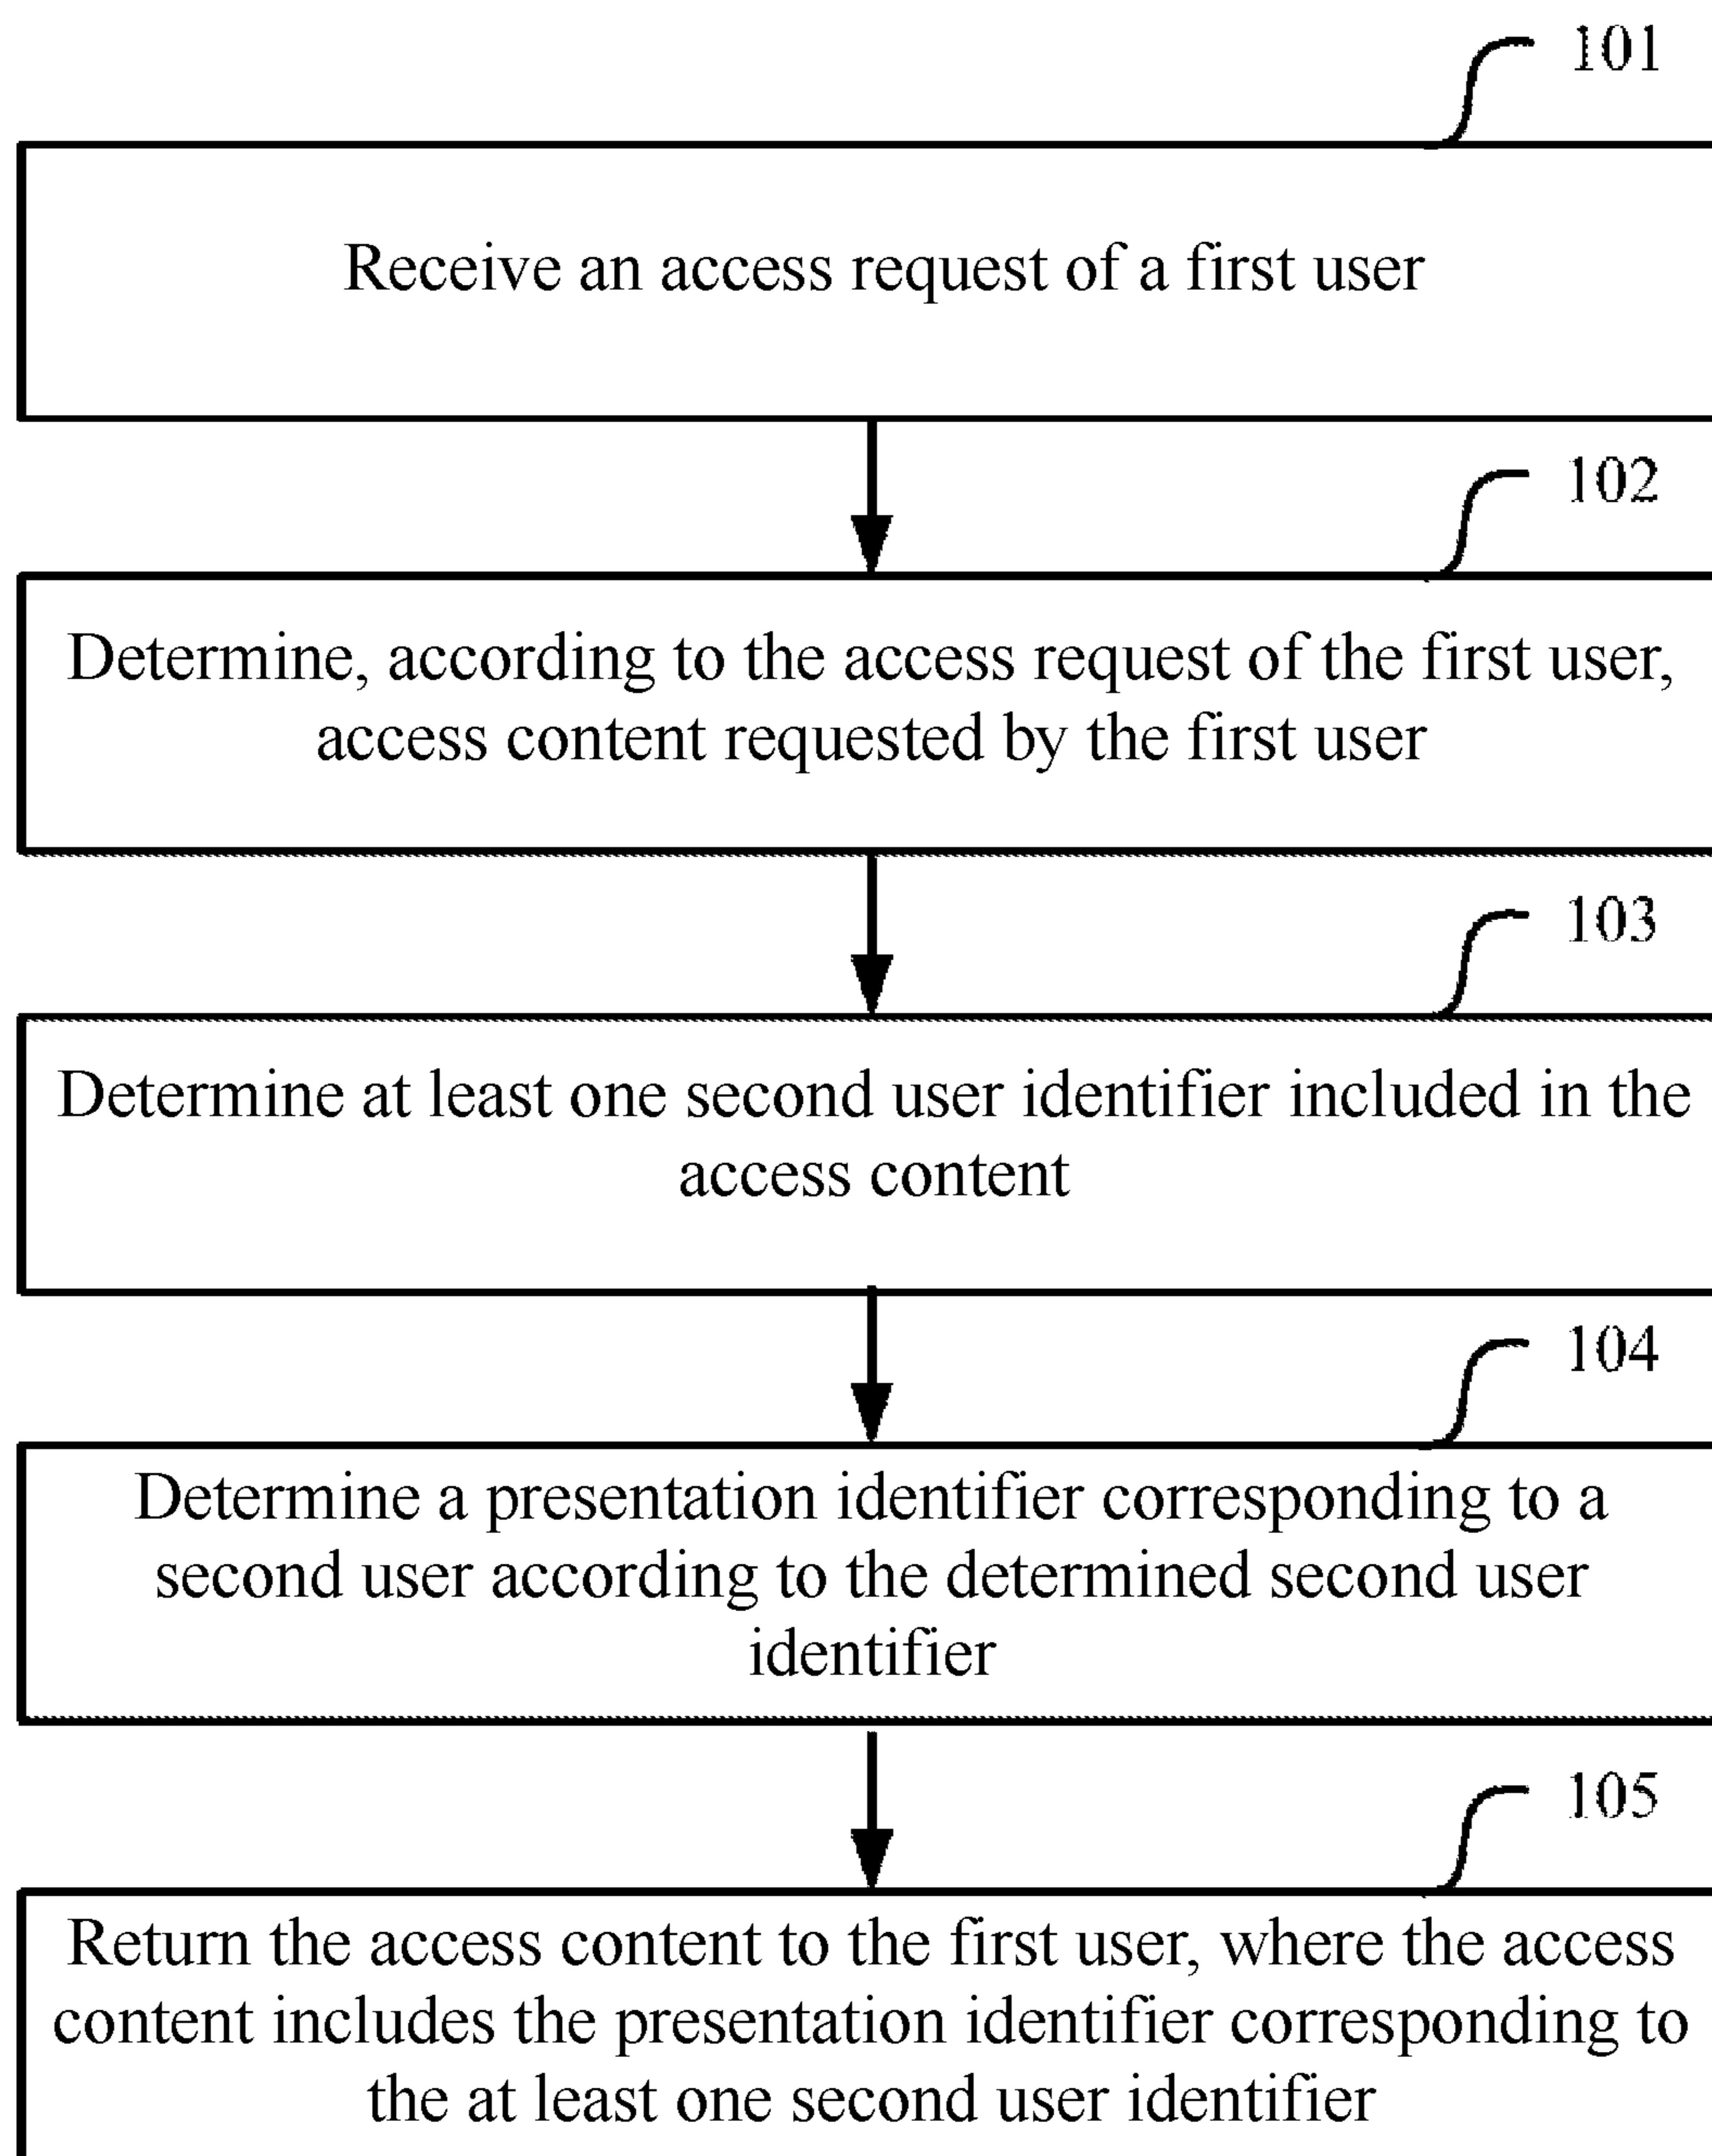 101
Receive an access request of a first user
102
Determine, according to the access request of the first user,
access content requested by the first user
103
Determine at least one second user identifier included in the
access content
104
Determine a presentation identifier corresponding to a
second user according to the determined second user
identifier
105
Return the access content to the first user, where the access
content includes the presentation identifier corresponding to
the at least one second user identifier